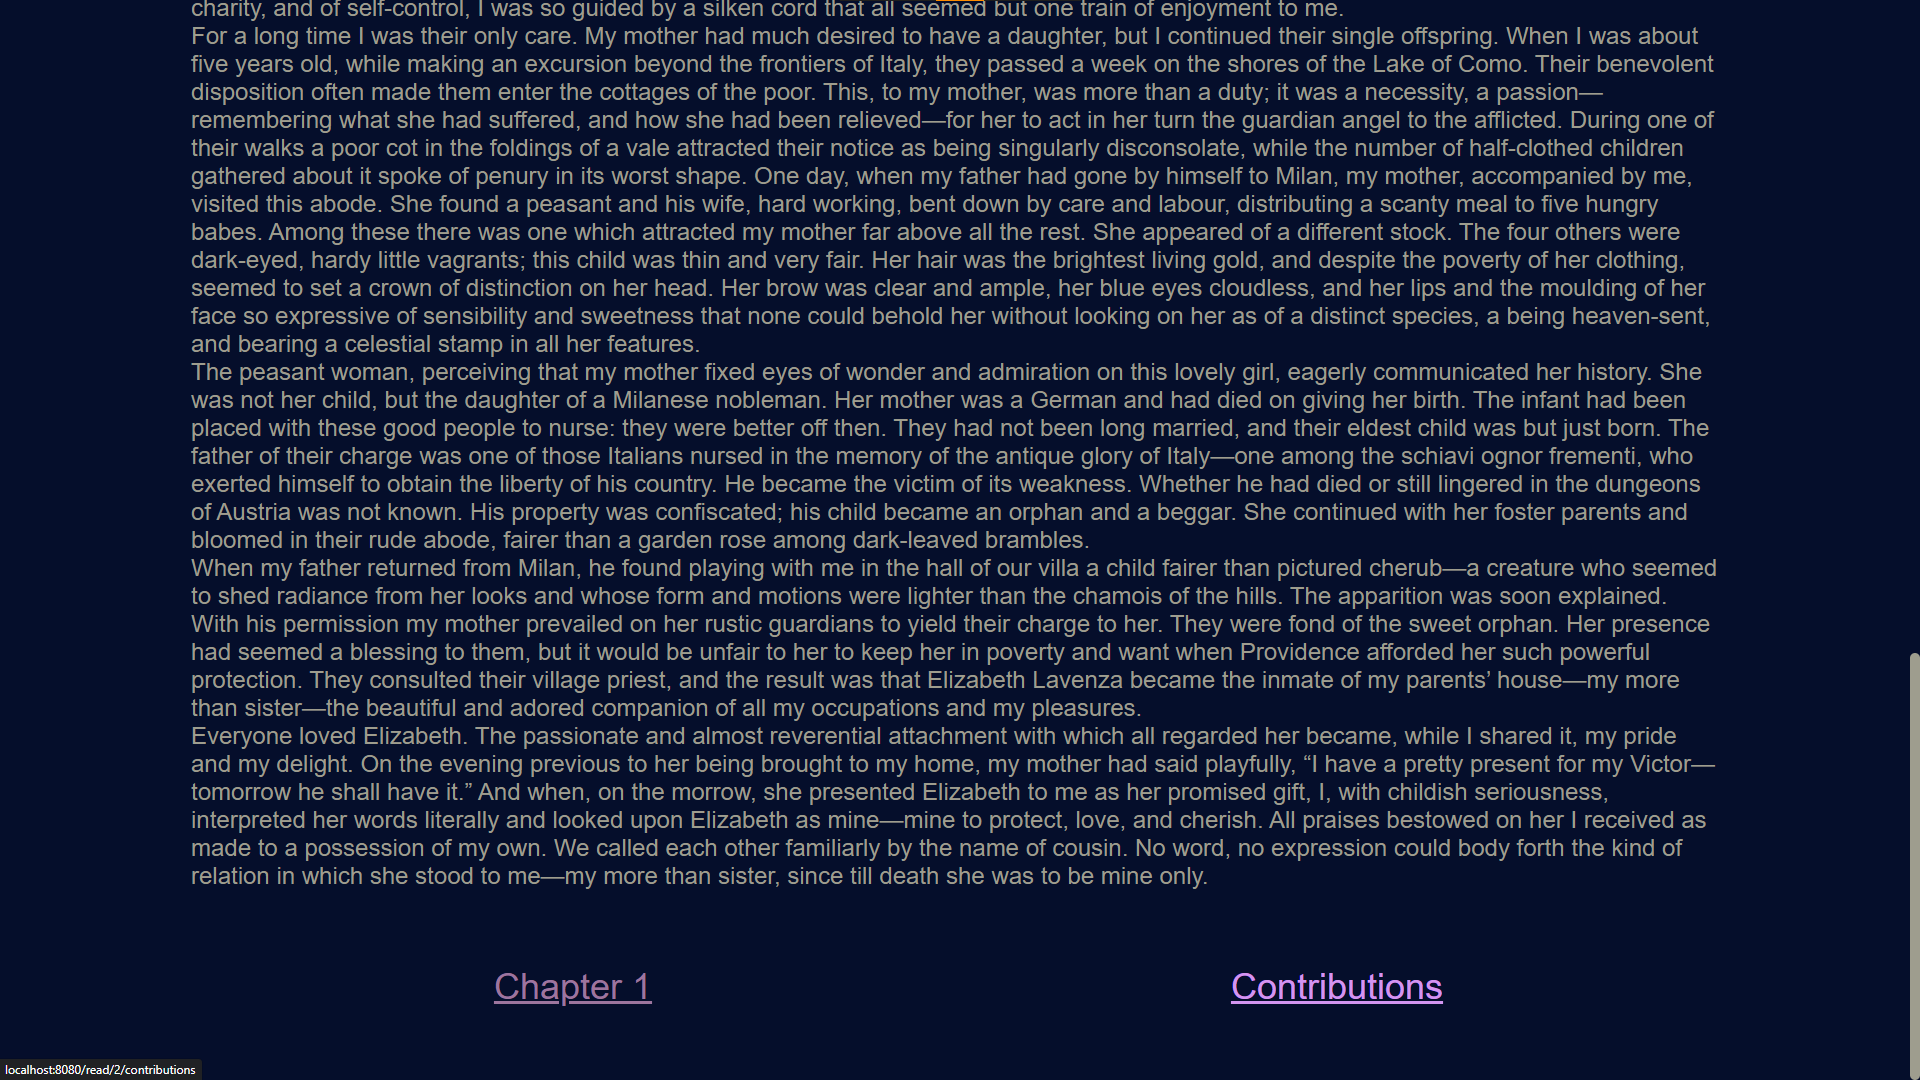 charity, and of self-control, I was so guided by a silken cord that all seemed but one train of enjoyment to me.
For a long time I was their only care. My mother had much desired to have a daughter, but I continued their single offspring. When I was about
five years old, while making an excursion beyond the frontiers of Italy, they passed a week on the shores of the Lake of Como. Their benevolent
disposition often made them enter the cottages of the poor. This, to my mother, was more than a duty; it was a necessity, a passion—
remembering what she had suffered, and how she had been relieved—for her to act in her turn the guardian angel to the afflicted. During one of
their walks a poor cot in the foldings of a vale attracted their notice as being singularly disconsolate, while the number of half-clothed children
gathered about it spoke of penury in its worst shape. One day, when my father had gone by himself to Milan, my mother, accompanied by me,
visited this abode. She found a peasant and his wife, hard working, bent down by care and labour, distributing a scanty meal to five hungry
babes. Among these there was one which attracted my mother far above all the rest. She appeared of a different stock. The four others were
dark-eyed, hardy little vagrants; this child was thin and very fair. Her hair was the brightest living gold, and despite the poverty of her clothing,
seemed to set a crown of distinction on her head. Her brow was clear and ample, her blue eyes cloudless, and her lips and the moulding of her
face so expressive of sensibility and sweetness that none could behold her without looking on her as of a distinct species, a being heaven-sent,
and bearing a celestial stamp in all her features.
The peasant woman, perceiving that my mother fixed eyes of wonder and admiration on this lovely girl, eagerly communicated her history. She
was not her child, but the daughter of a Milanese nobleman. Her mother was a German and had died on giving her birth. The infant had been
placed with these good people to nurse: they were better off then. They had not been long married, and their eldest child was but just born. The
father of their charge was one of those Italians nursed in the memory of the antique glory of Italy—one among the schiavi ognor frementi, who
exerted himself to obtain the liberty of his country. He became the victim of its weakness. Whether he had died or still lingered in the dungeons
of Austria was not known. His property was confiscated; his child became an orphan and a beggar. She continued with her foster parents and
bloomed in their rude abode, fairer than a garden rose among dark-leaved brambles.
When my father returned from Milan, he found playing with me in the hall of our villa a child fairer than pictured cherub—a creature who seemed
to shed radiance from her looks and whose form and motions were lighter than the chamois of the hills. The apparition was soon explained.
With his permission my mother prevailed on her rustic guardians to yield their charge to her. They were fond of the sweet orphan. Her presence
had seemed a blessing to them, but it would be unfair to her to keep her in poverty and want when Providence afforded her such powerful
protection. They consulted their village priest, and the result was that Elizabeth Lavenza became the inmate of my parents’ house—my more
than sister—the beautiful and adored companion of all my occupations and my pleasures.
Everyone loved Elizabeth. The passionate and almost reverential attachment with which all regarded her became, while I shared it, my pride
and my delight. On the evening previous to her being brought to my home, my mother had said playfully, “I have a pretty present for my Victor—
tomorrow he shall have it.” And when, on the morrow, she presented Elizabeth to me as her promised gift, I, with childish seriousness,
interpreted her words literally and looked upon Elizabeth as mine—mine to protect, love, and cherish. All praises bestowed on her I received as
made to a possession of my own. We called each other familiarly by the name of cousin. No word, no expression could body forth the kind of
relation in which she stood to me—my more than sister, since till death she was to be mine only.
Chapter 1
Contributions
localhost:8080/read/2/contributions